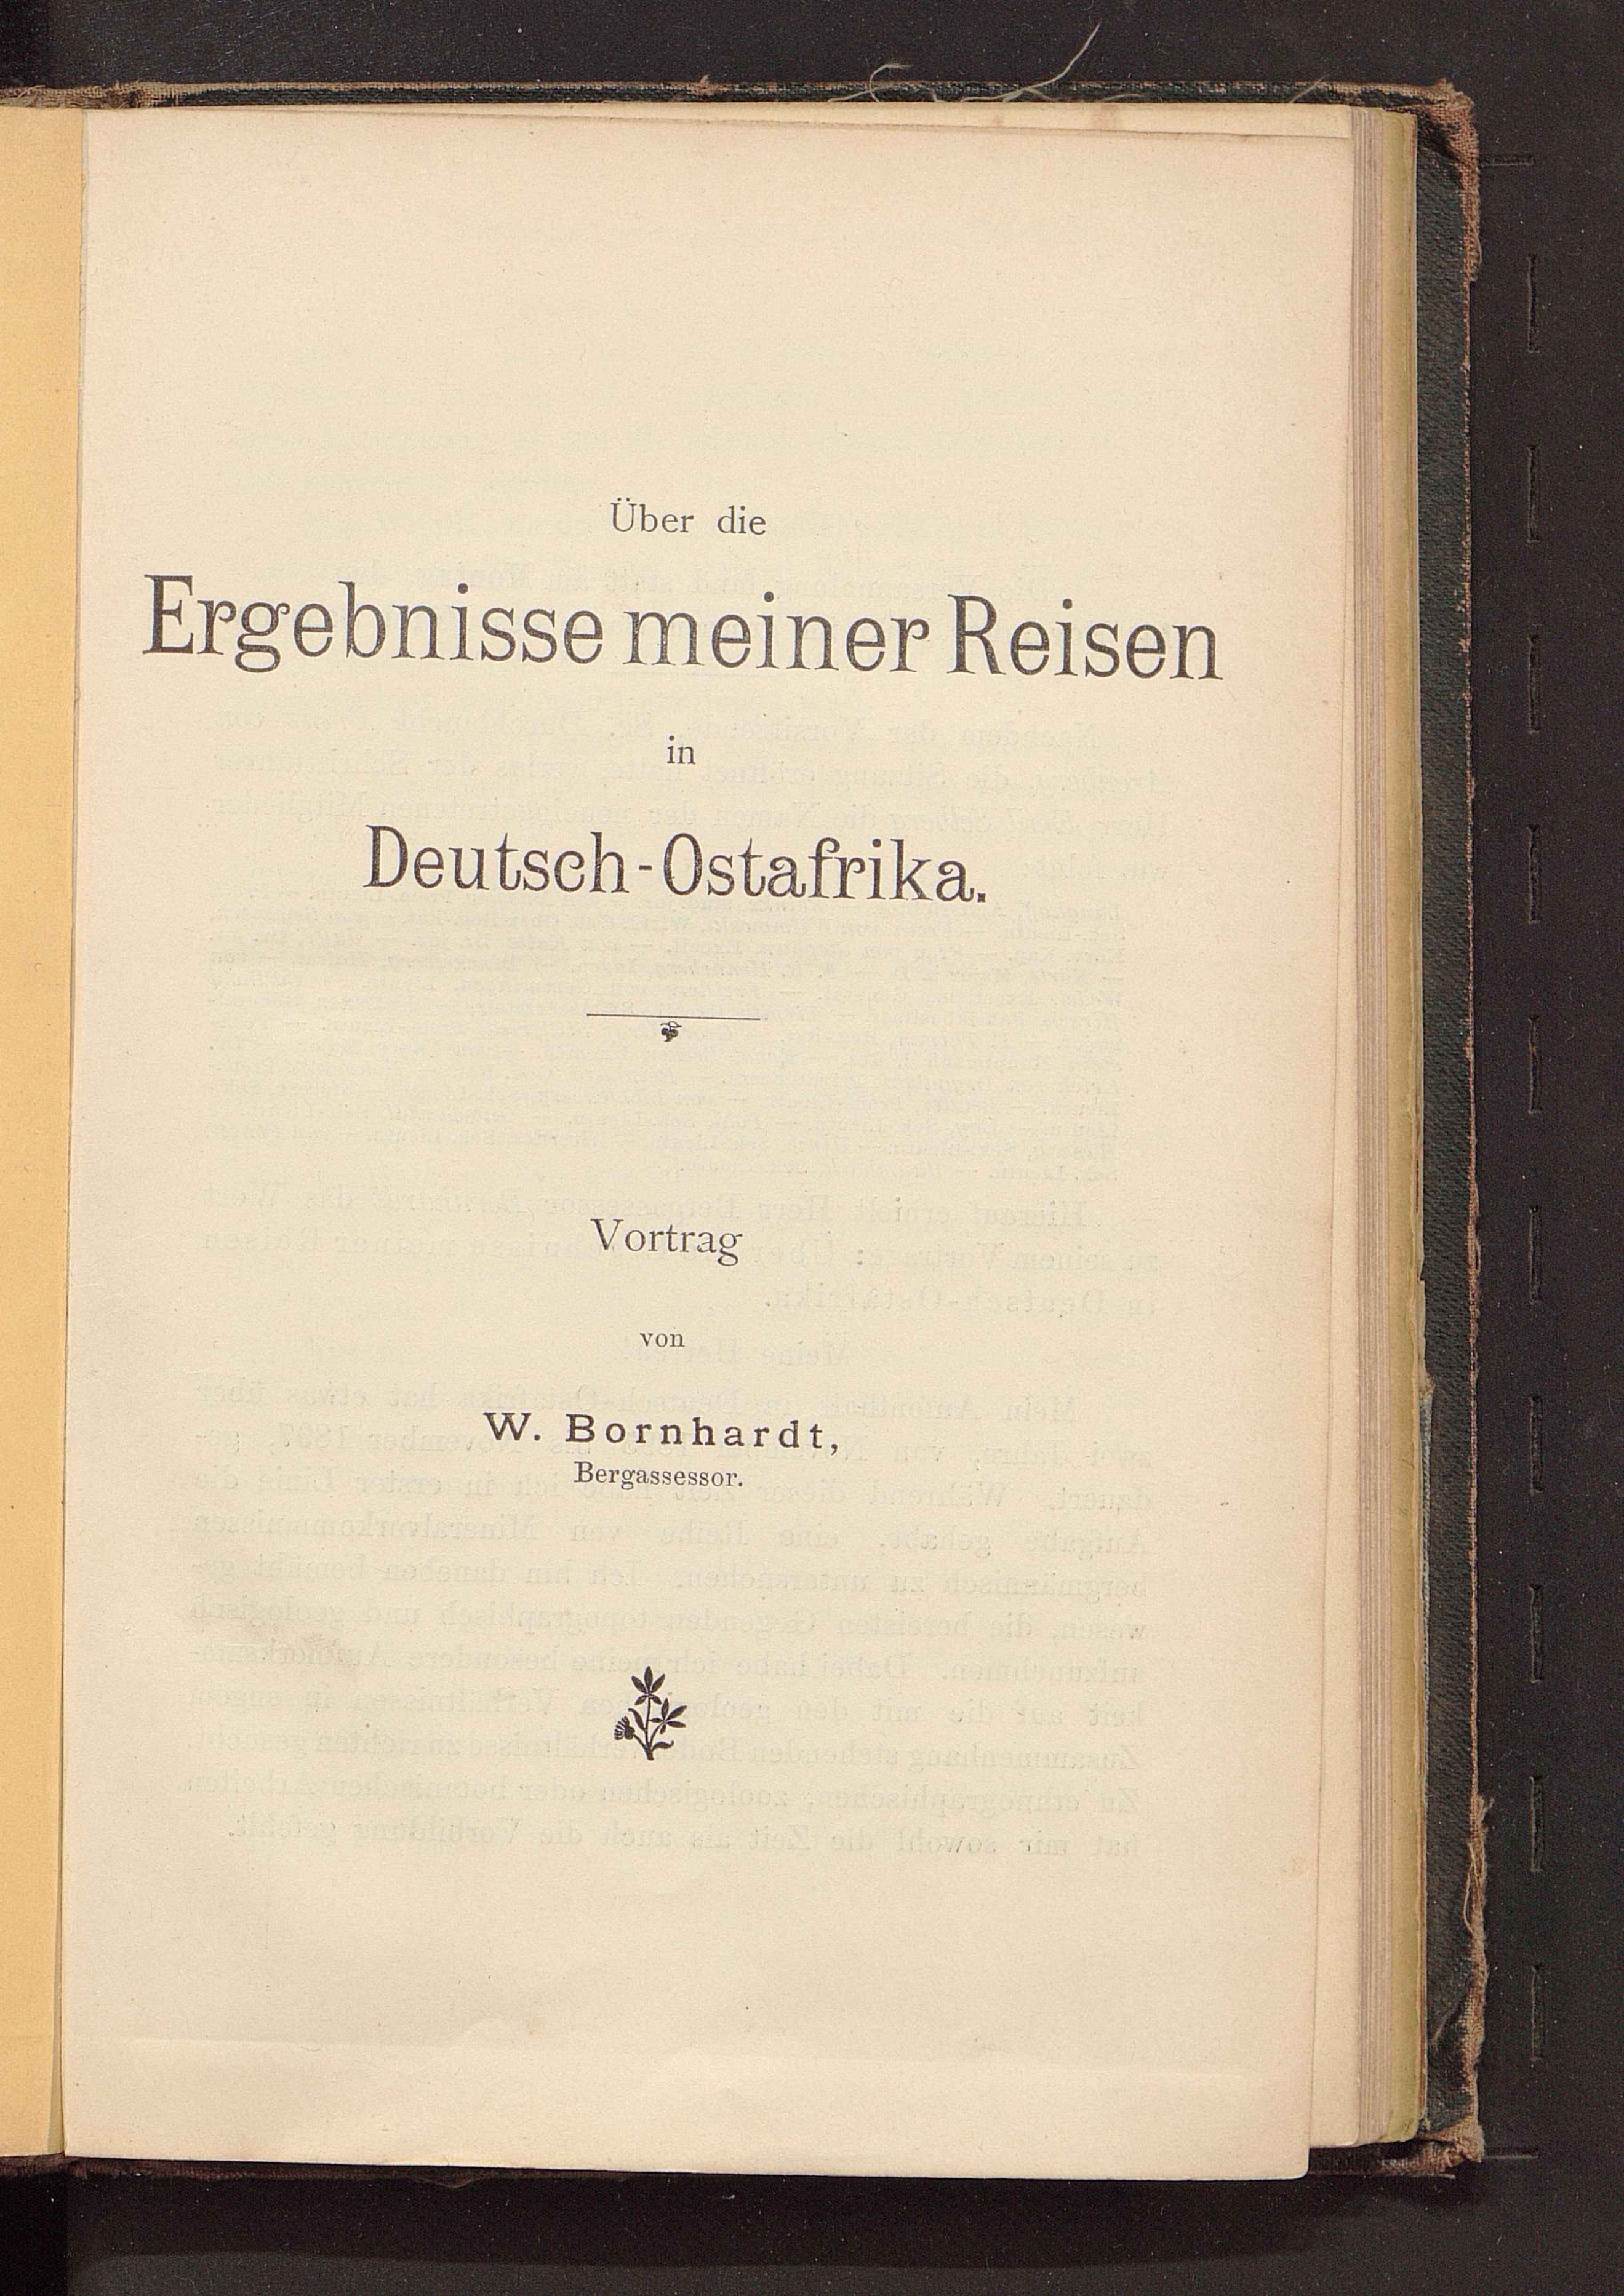 Über die
Ergebnisse meiner Reisen
in
Deutsch-Ostafrika.
Vortrag
von
W. Bornhardt,
Bergassessor.